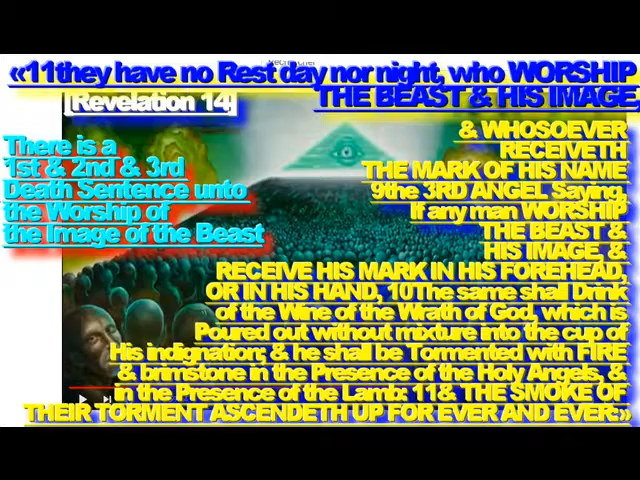 «11they have no Rest day nor night, who WORSHIP
THE BEAST & HIS IMAGE
[Revelation 14]
& WHOSOEVER
RECEIVETH
THE MARK OF HIS NAME
9the 3RD ANGEL Saying,
If any man WORSHIP
THE BEAST &
HIS IMAGE, &
RECEIVE HIS MARK IN HIS FOREHEAD,
OR IN HIS HAND, 10The same shall Drink
of the Wine of the Wrath of God, which is
Poured out without mixture into the cup of
His indignation; & he shall be Tormented with FIRE
& brimstone in the Presence of the Holy Angels, &
in the Presence of the Lamb: 11& THE SMOKE OF
THEIR TORMENT ASCENDETH UP FOR EVER AND EVER:»
There is a
1st & 2nd & 3rd
Death Sentence unto
the Worship of
the Image of the Beast